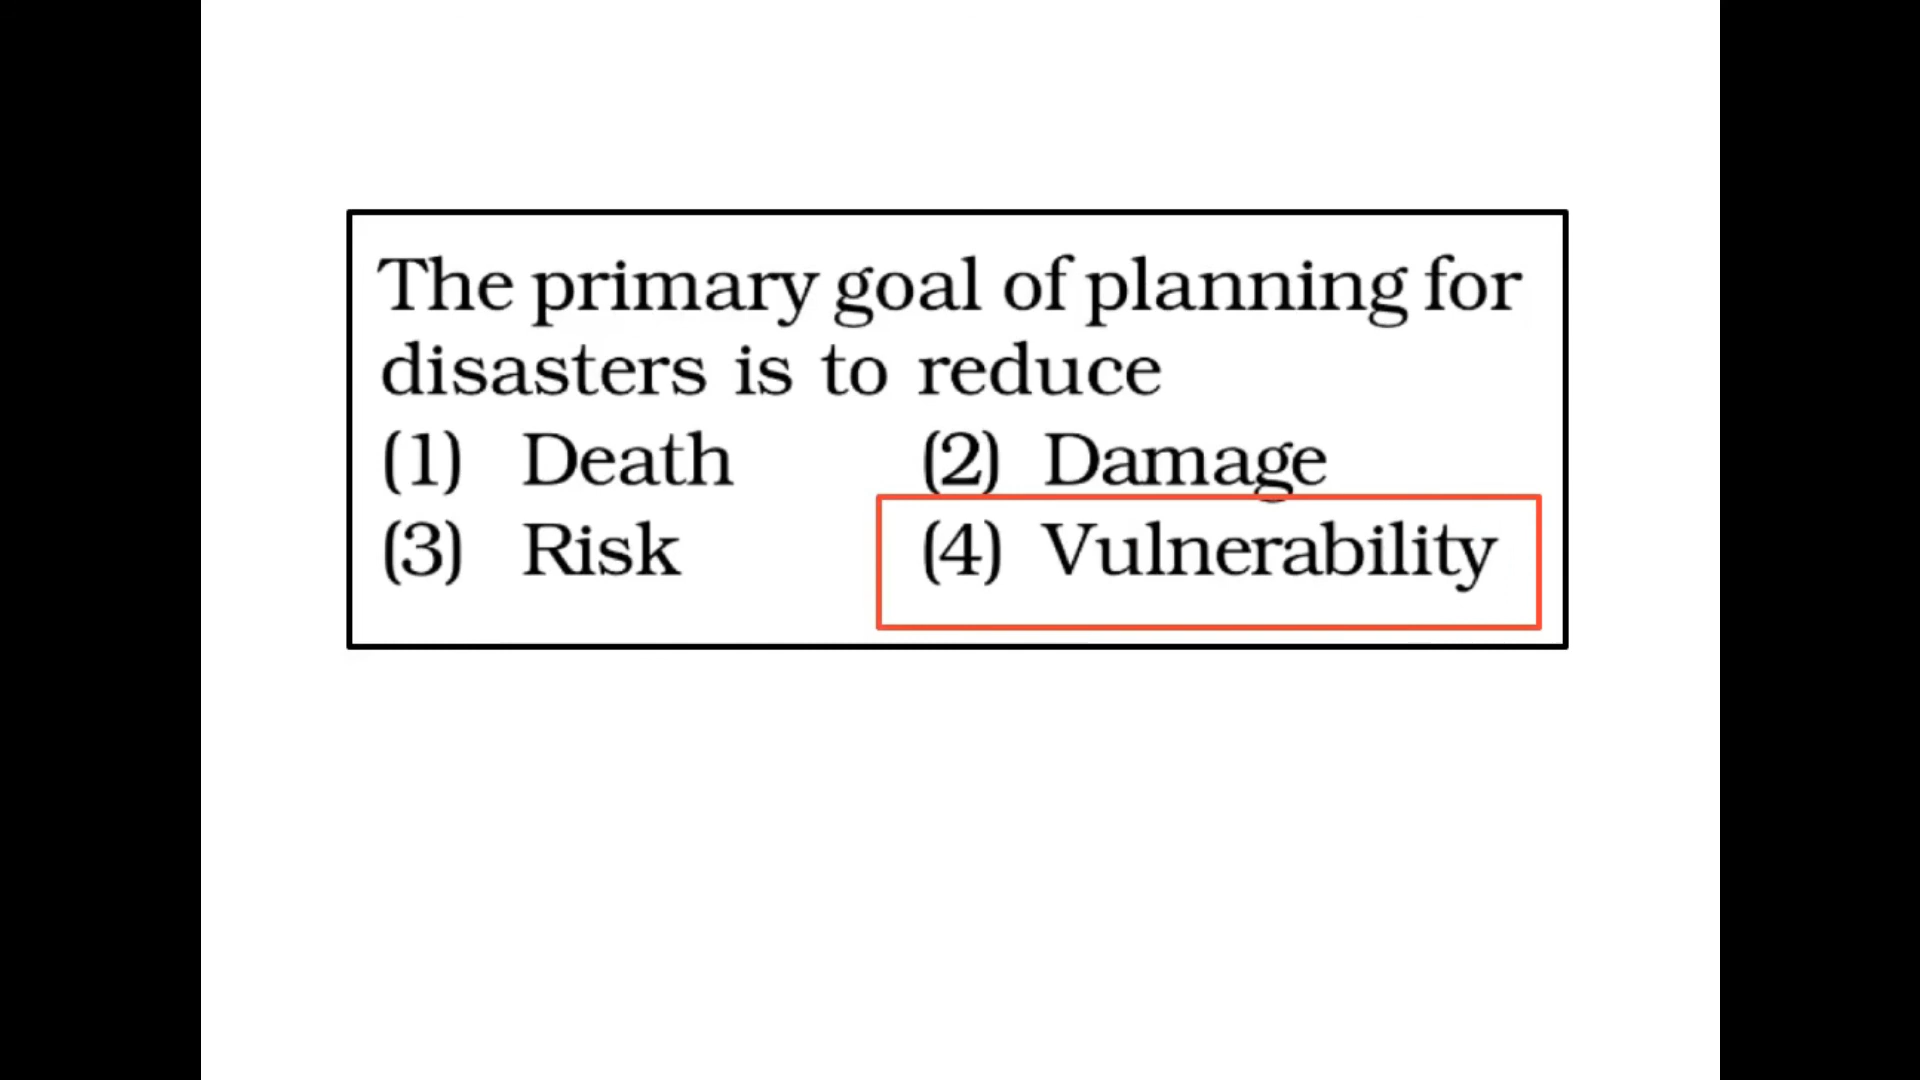 The primary goal of planning for
disasters is to reduce
(1) Death (2) Damage
(3) Risk (4) Vulnerability